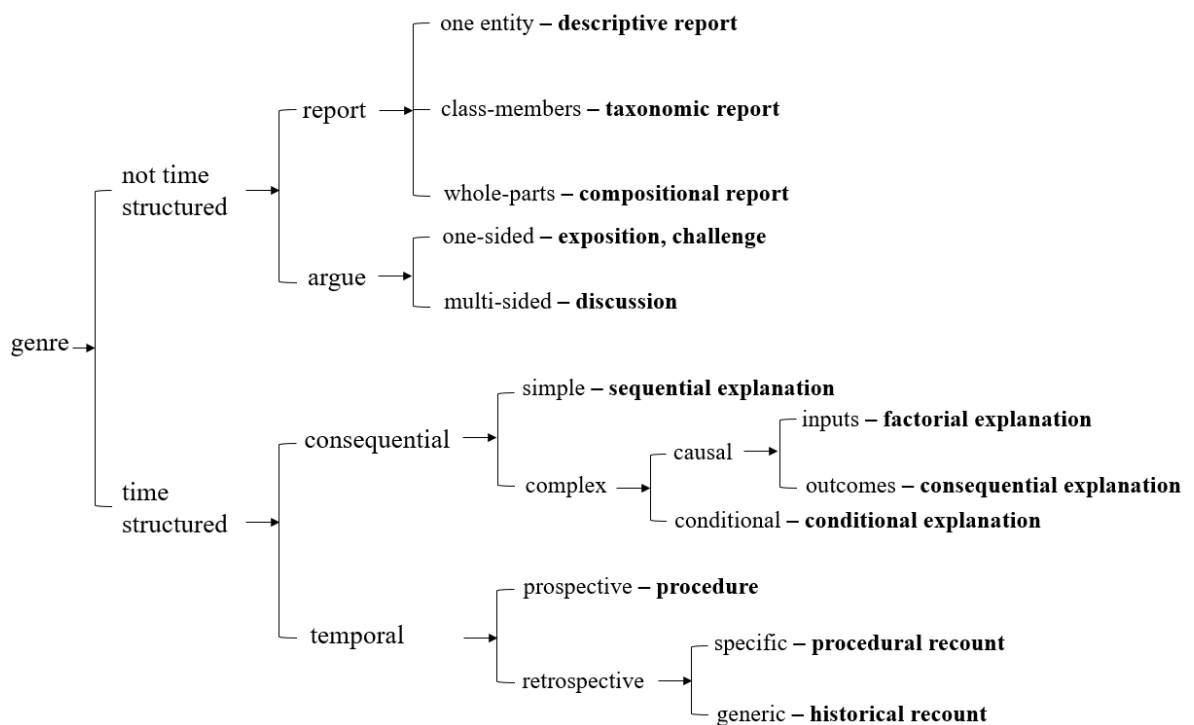 one entity – descriptive report
report
class-members – taxonomic report
not time
structured
whole-parts – compositional report
one-sided – exposition, challenge
argue
multi-sided – discussion
genre
simple – sequential explanation
inputs – factorial explanation
consequential
causal
complex
outcomes – consequential explanation
time
structured
conditional – conditional explanation
prospective – procedure
temporal
specific – procedural recount
retrospective
generic – historical recount